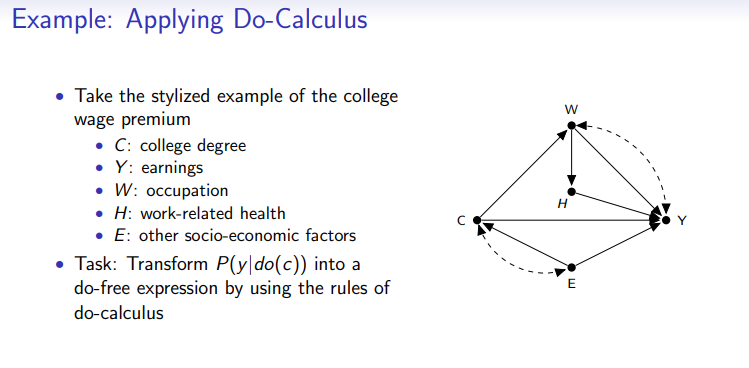 Example: Applying Do-Calculus
• Take the stylized example of the college
wage premium
• C: college degree
• Y: earnings
• W: occupation
• H: work-related health
• E: other socio-economic factors
• Task: Transform P(y|do(c)) into a
do-free expression by using the rules of
do-calculus
W
H
C
Y
E